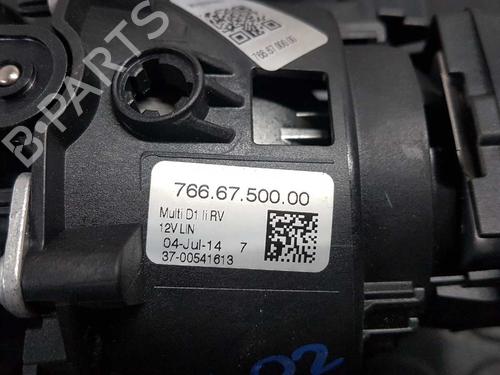 766.67.500.00
Multi D1 li RV
12V LIN
04-Jul-14 7
37-00541613
B-PARTS